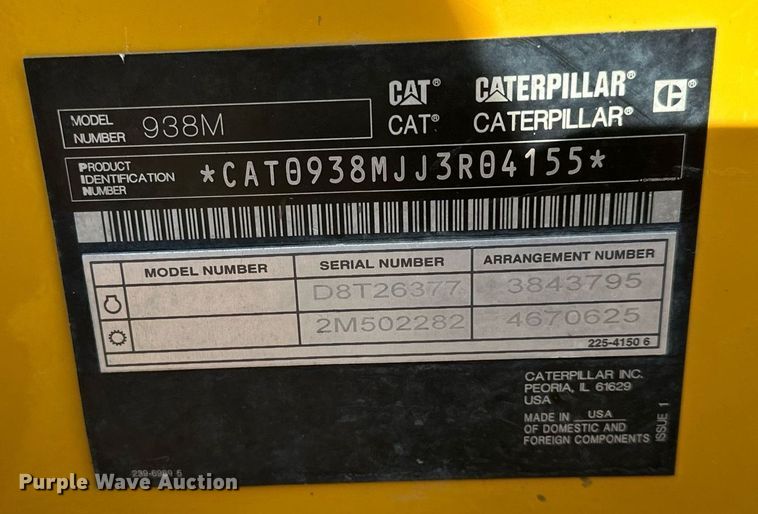 CAT® CATERPILLAR®
CAT® CATERPILLAR®
MODEL NUMBER 938M
PRODUCT IDENTIFICATION NUMBER *CAT0938MJJ3R04155*
MODEL NUMBER SERIAL NUMBER ARRANGEMENT NUMBER
D8T26377 3843795
2M502282 4670625
225-4150 6
CATERPILLAR INC.
PEORIA, IL 61629
USA
MADE IN USA
OF DOMESTIC AND
FOREIGN COMPONENTS
ISSUE 1
Purple Wave Auction